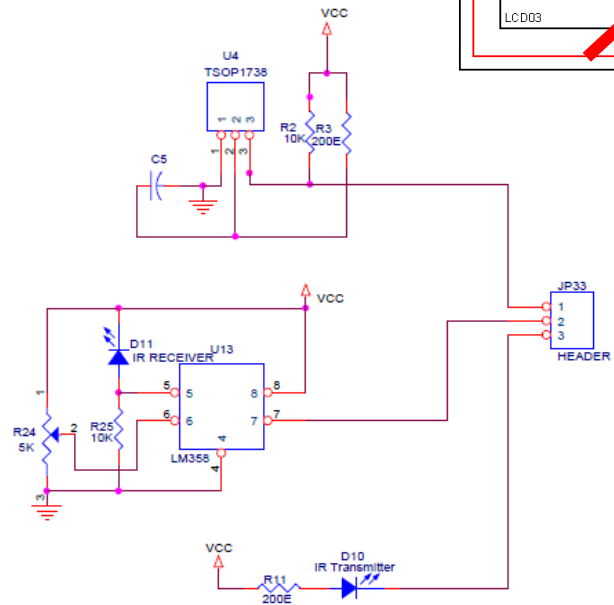 LCD03
VCC
U4
TSOP1738
1 2 3
1 2 3
R2 R3
10K 200E
C5
JP33
1
2
3
HEADER
VCC
D11
IR RECEIVER
U13
5 5 8 8
6 6 7 7
4
4
LM358
1
R24 2
5K
3
R25
10K
VCC
D10
IR Transmitter
R11
200E